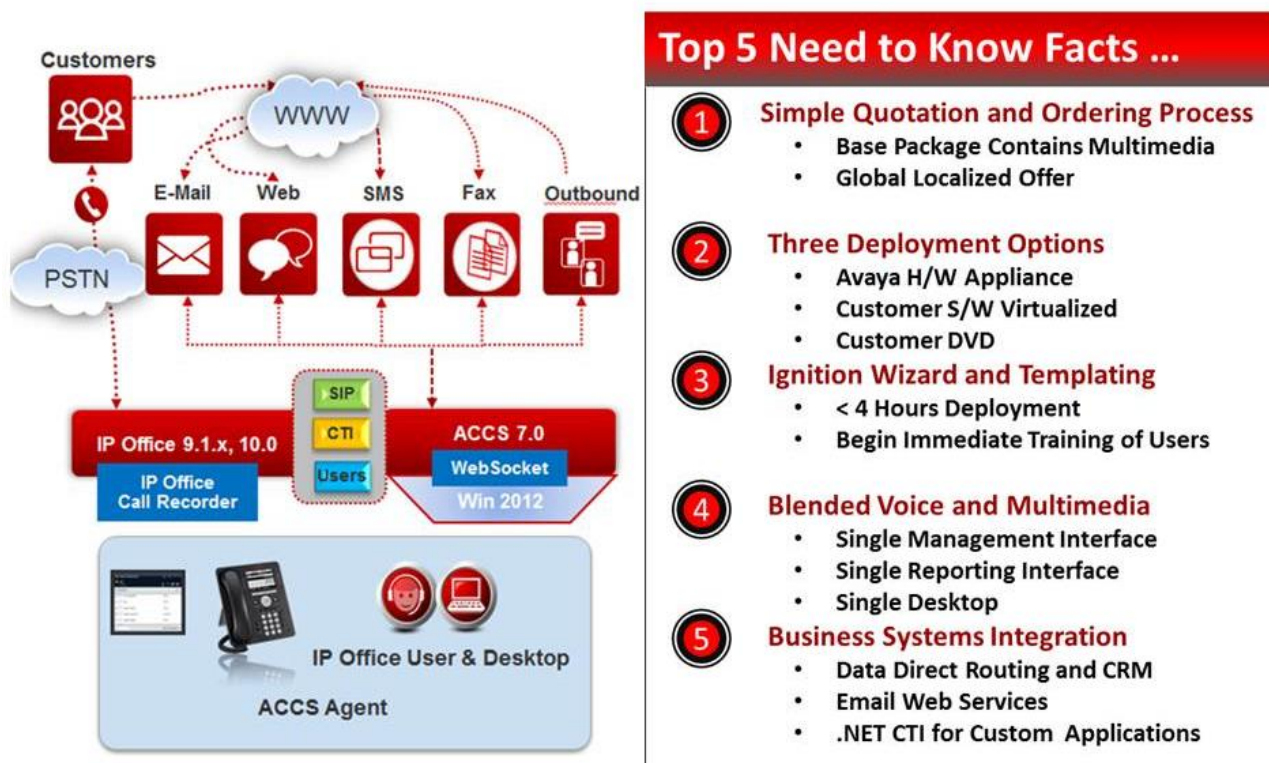 Customers
WWW
E-Mail
Web
SMS
Fax
Outbound
PSTN
SIP
CTI
Users
IP Office 9.1.x, 10.0
IP Office
Call Recorder
ACCS 7.0
WebSocket
Win 2012
IP Office User & Desktop
ACCS Agent
Top 5 Need to Know Facts ...
1
Simple Quotation and Ordering Process
• Base Package Contains Multimedia
• Global Localized Offer
2
Three Deployment Options
• Avaya H/W Appliance
• Customer S/W Virtualized
• Customer DVD
3
Ignition Wizard and Templating
• < 4 Hours Deployment
• Begin Immediate Training of Users
4
Blended Voice and Multimedia
• Single Management Interface
• Single Reporting Interface
• Single Desktop
5
Business Systems Integration
• Data Direct Routing and CRM
• Email Web Services
• .NET CTI for Custom Applications